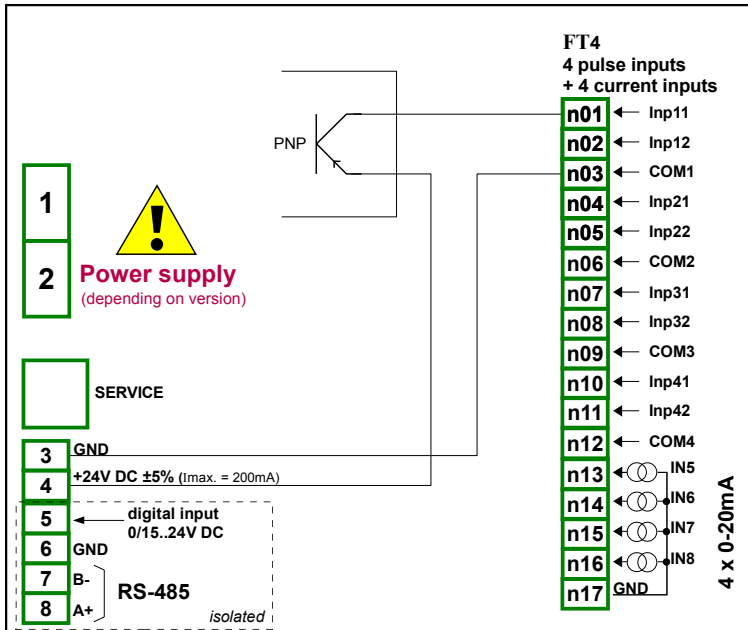 FT4
4 pulse inputs
+ 4 current inputs
n01 Inp11
n02 Inp12
n03 COM1
n04 Inp21
n05 Inp22
n06 COM2
n07 Inp31
n08 Inp32
n09 COM3
n10 Inp41
n11 Inp42
n12 COM4
n13 IN5
n14 IN6
n15 IN7
n16 IN8
n17 GND
4 x 0-20mA
PNP
1
2
!
Power supply
(depending on version)
SERVICE
3 GND
4 +24V DC ±5% (Imax. = 200mA)
5 digital input
0/15..24V DC
6 GND
7 B-
RS-485
8 A+
isolated